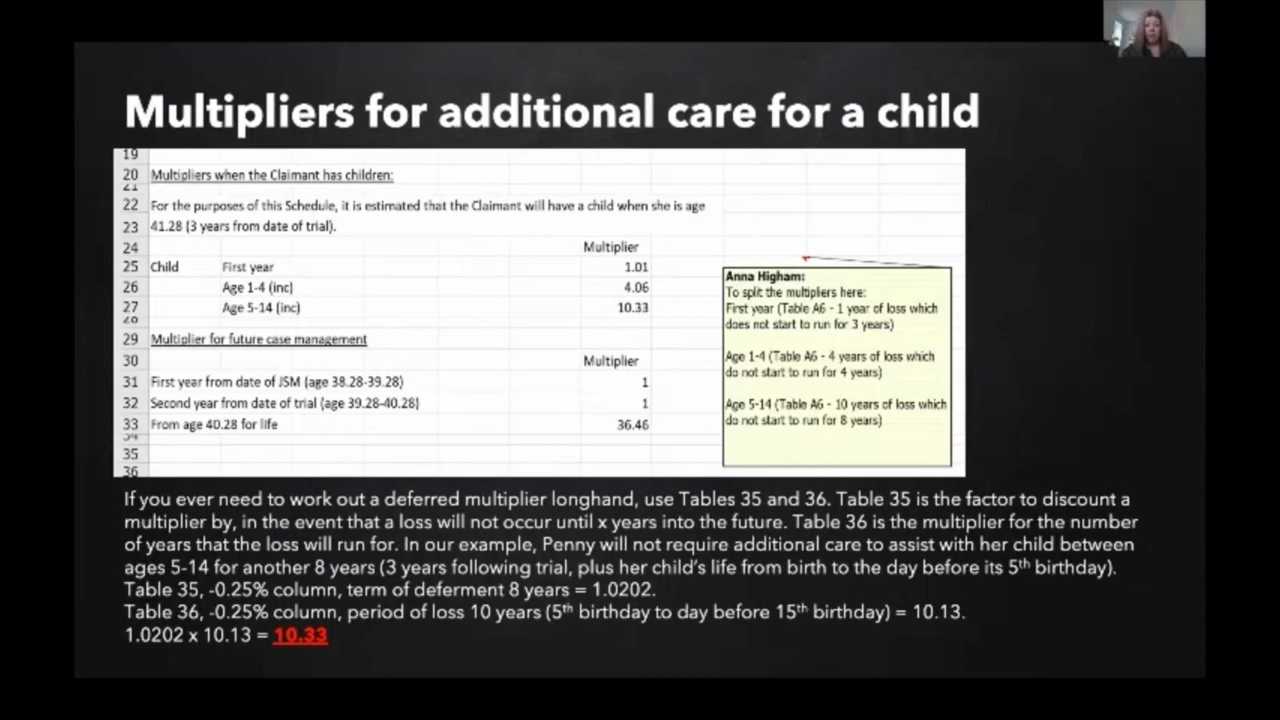 Multipliers for additional care for a child
19
20 Multipliers when the Claimant has children:
21
22 For the purposes of this Schedule, it is estimated that the Claimant will have a child when she is age
23 41.28 (3 years from date of trial).
24 Multiplier
25 Child First year 1.01
26 Age 1-4 (inc) 4.06
27 Age 5-14 (inc) 10.33
28
29 Multiplier for future case management
30 Multiplier
31 First year from date of JSM (age 38.28-39.28) 1
32 Second year from date of trial (age 39.28-40.28) 1
33 From age 40.28 for life 36.46
34
35
36
Anna Higham:
To split the multipliers here:
First year (Table A6 - 1 year of loss which
does not start to run for 3 years)
Age 1-4 (Table A6 - 4 years of loss which
do not start to run for 4 years)
Age 5-14 (Table A6 - 10 years of loss which
do not start to run for 8 years)
If you ever need to work out a deferred multiplier longhand, use Tables 35 and 36. Table 35 is the factor to discount a
multiplier by, in the event that a loss will not occur until x years into the future. Table 36 is the multiplier for the number
of years that the loss will run for. In our example, Penny will not require additional care to assist with her child between
ages 5-14 for another 8 years (3 years following trial, plus her child's life from birth to the day before its 5th birthday).
Table 35, -0.25% column, term of deferment 8 years = 1.0202.
Table 36, -0.25% column, period of loss 10 years (5th birthday to day before 15th birthday) = 10.13.
1.0202 x 10.13 = 10.33